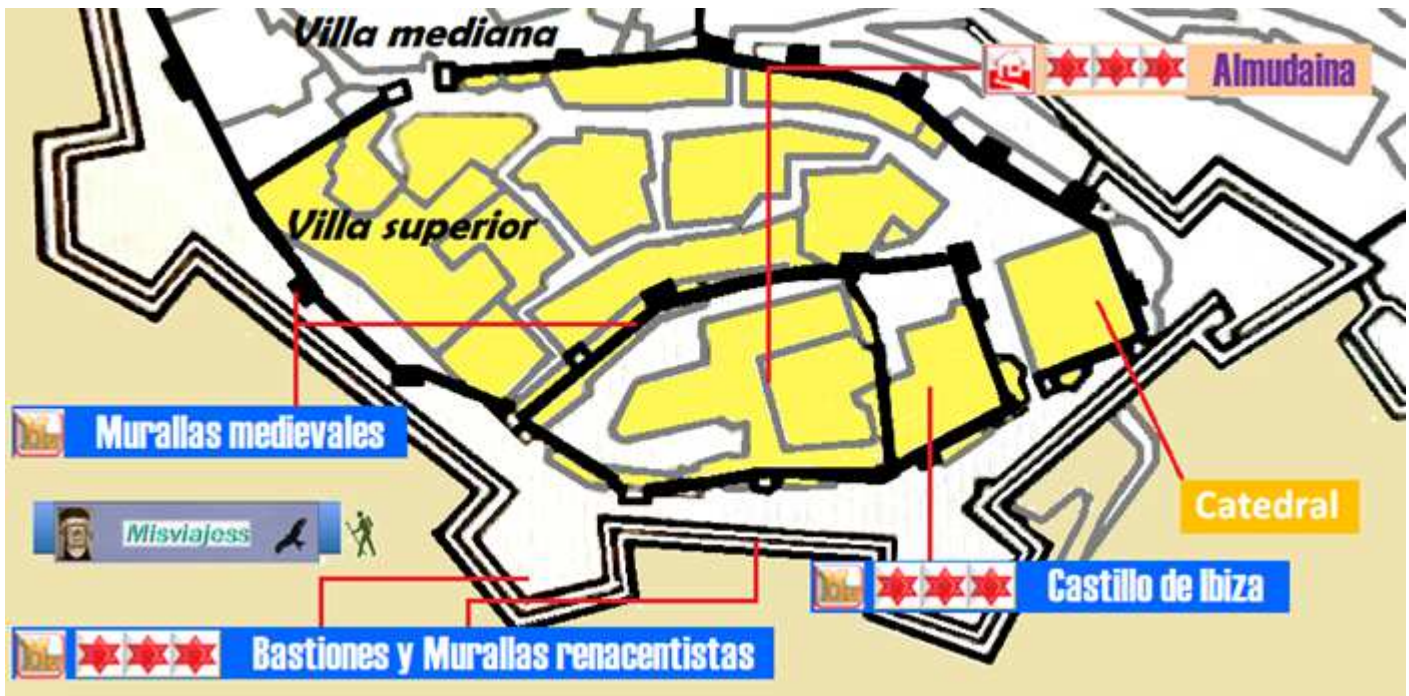 Villa mediana
Almudaina
Villa superior
Murallas medievales
Catedral
Misviajess
Castillo de Ibiza
Bastiones y Murallas renacentistas